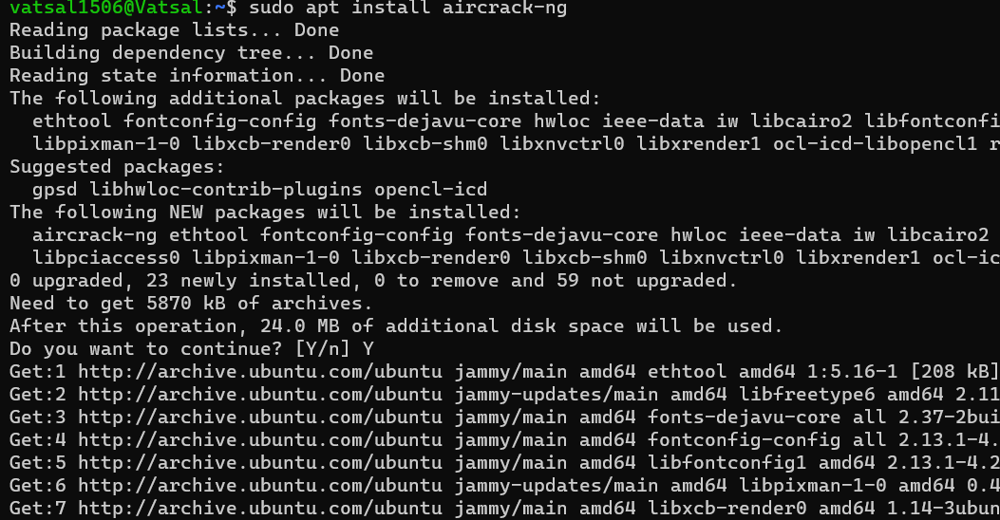 vatsal1506@Vatsal:~$ sudo apt install aircrack-ng
Reading package lists... Done
Building dependency tree... Done
Reading state information... Done
The following additional packages will be installed:
  ethtool fontconfig-config fonts-dejavu-core hwloc ieee-data iw libcairo2 libfontconfi
  libpixman-1-0 libxcb-render0 libxcb-shm0 libxnvctrl0 libxrender1 ocl-icd-libopencl1 r
Suggested packages:
  gpsd libhwloc-contrib-plugins opencl-icd
The following NEW packages will be installed:
  aircrack-ng ethtool fontconfig-config fonts-dejavu-core hwloc ieee-data iw libcairo2
  libpciaccess0 libpixman-1-0 libxcb-render0 libxcb-shm0 libxnvctrl0 libxrender1 ocl-ic
0 upgraded, 23 newly installed, 0 to remove and 59 not upgraded.
Need to get 5870 kB of archives.
After this operation, 24.0 MB of additional disk space will be used.
Do you want to continue? [Y/n] Y
Get:1 http://archive.ubuntu.com/ubuntu jammy/main amd64 ethtool amd64 1:5.16-1 [208 kB]
Get:2 http://archive.ubuntu.com/ubuntu jammy-updates/main amd64 libfreetype6 amd64 2.11
Get:3 http://archive.ubuntu.com/ubuntu jammy/main amd64 fonts-dejavu-core all 2.37-2bui
Get:4 http://archive.ubuntu.com/ubuntu jammy/main amd64 fontconfig-config all 2.13.1-4.
Get:5 http://archive.ubuntu.com/ubuntu jammy/main amd64 libfontconfig1 amd64 2.13.1-4.2
Get:6 http://archive.ubuntu.com/ubuntu jammy-updates/main amd64 libpixman-1-0 amd64 0.4
Get:7 http://archive.ubuntu.com/ubuntu jammy/main amd64 libxcb-render0 amd64 1.14-3ubun